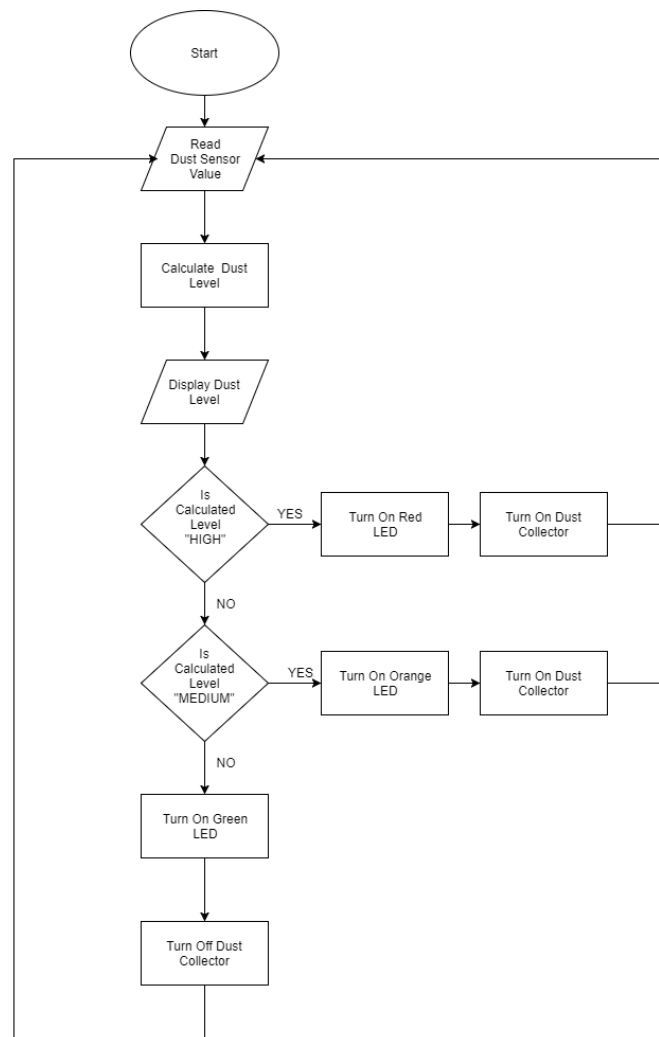 Start
Read
Dust Sensor
Value
Calculate Dust
Level
Display Dust
Level
Is
Calculated
Level
"HIGH"
YES
Turn On Red
LED
Turn On Dust
Collector
NO
Is
Calculated
Level
"MEDIUM"
YES
Turn On Orange
LED
Turn On Dust
Collector
NO
Turn On Green
LED
Turn Off Dust
Collector